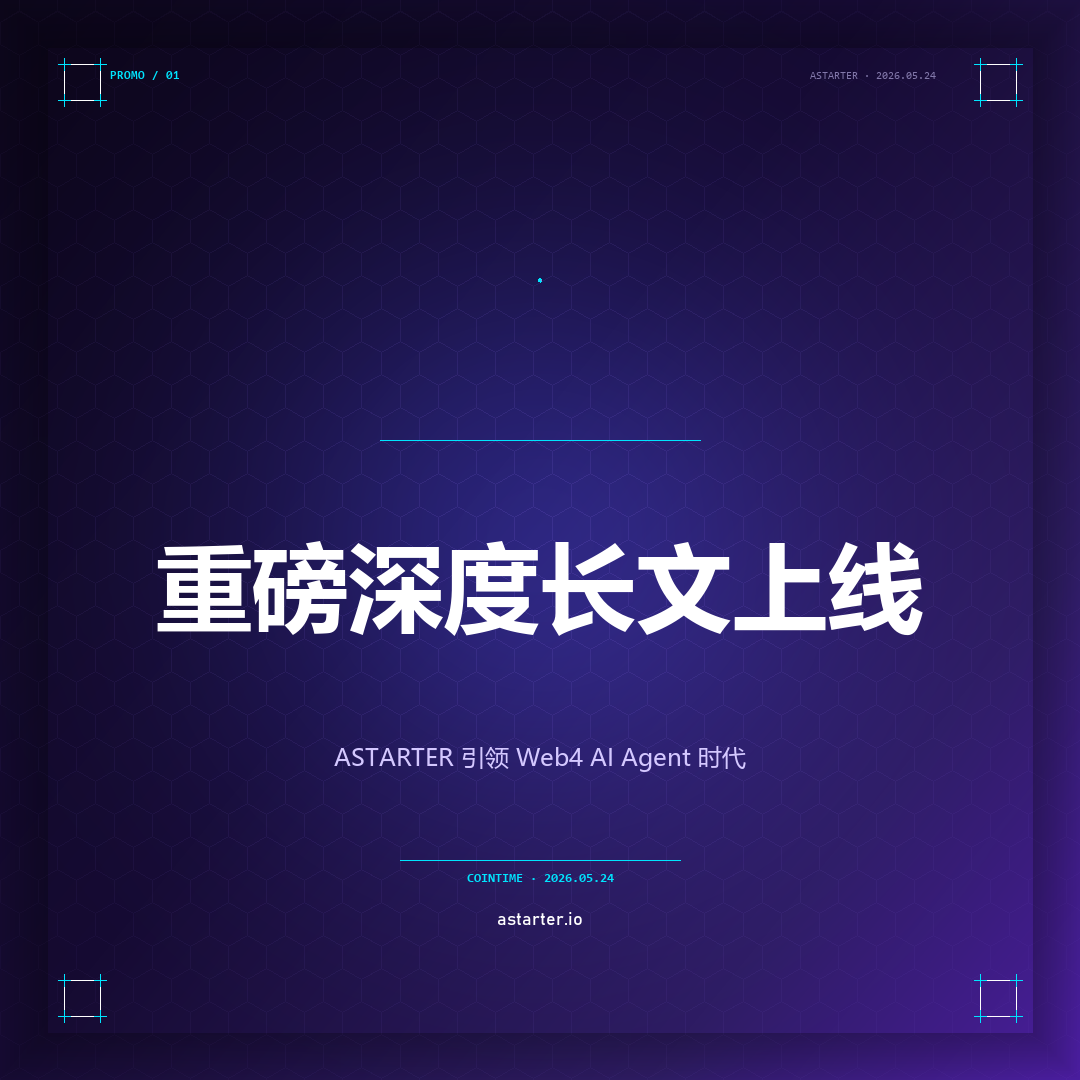 PROMO / 01
ASTARTER · 2026.05.24
重磅深度长文上线
ASTARTER 引领 Web4 AI Agent 时代
COINTIME · 2026.05.24
astarter.io